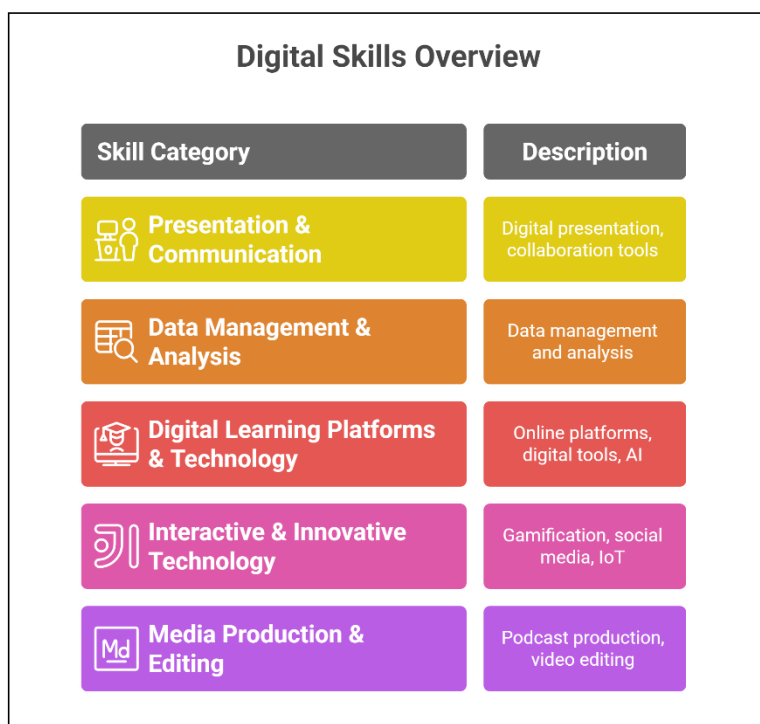 Digital Skills Overview
Skill Category
Description
Presentation &
Communication
Digital presentation,
collaboration tools
Data Management &
Analysis
Data management
and analysis
Digital Learning Platforms
& Technology
Online platforms,
digital tools, AI
Interactive & Innovative
Technology
Gamification, social
media, IoT
Md
Media Production &
Editing
Podcast production,
video editing